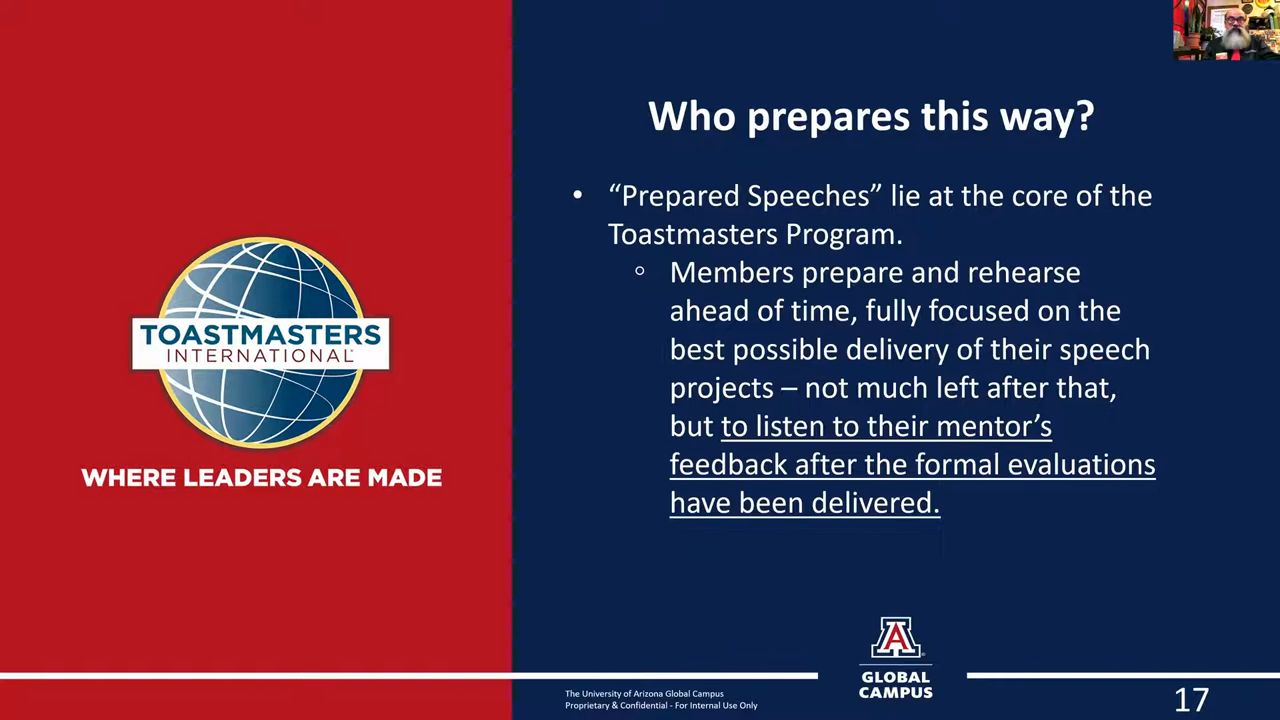 TOASTMASTERS
INTERNATIONAL
WHERE LEADERS ARE MADE
Who prepares this way?
• “Prepared Speeches” lie at the core of the
Toastmasters Program.
○ Members prepare and rehearse
ahead of time, fully focused on the
best possible delivery of their speech
projects – not much left after that,
but to listen to their mentor’s
feedback after the formal evaluations
have been delivered.
A
GLOBAL
CAMPUS
The University of Arizona Global Campus
Proprietary & Confidential - For Internal Use Only
17